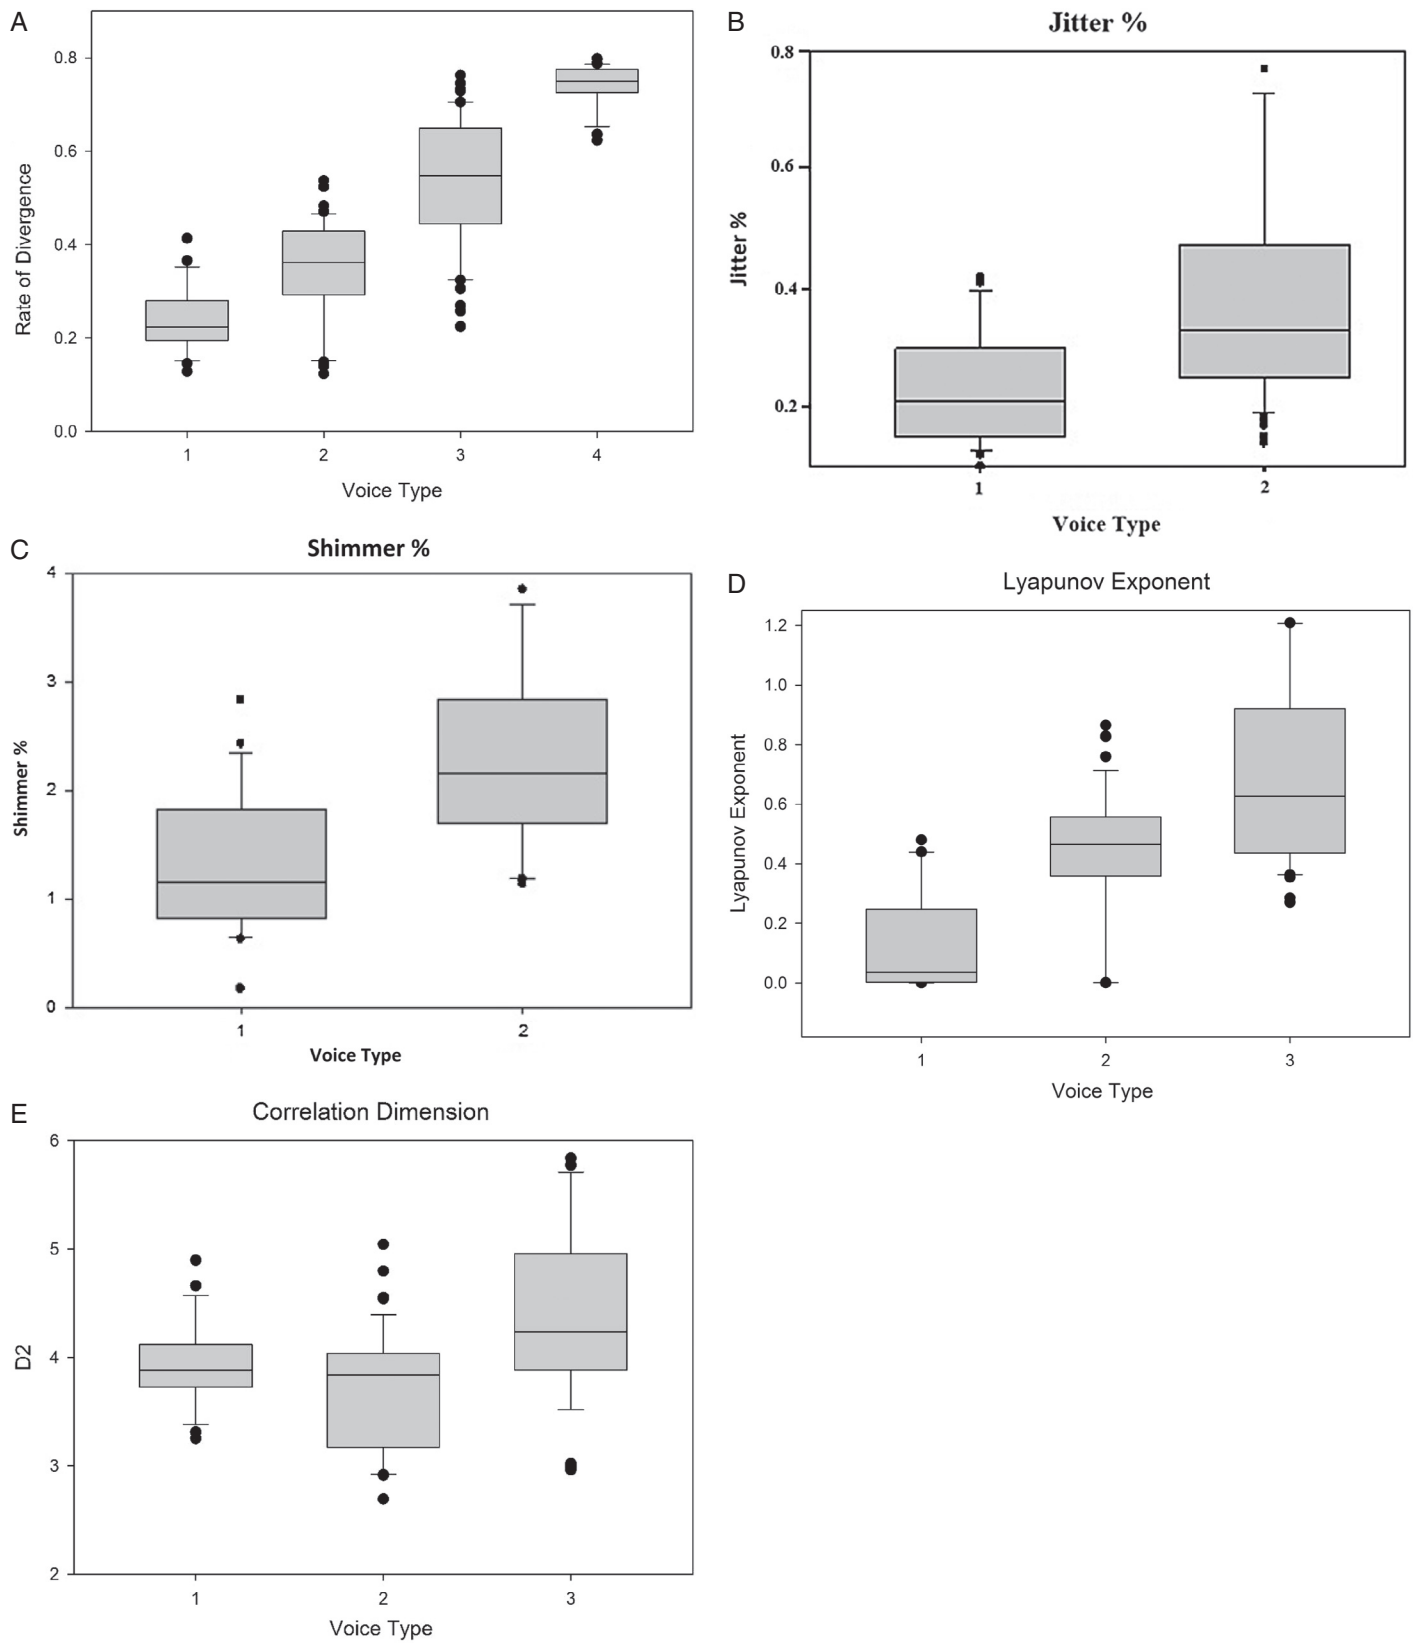 A
0.8
0.6
0.4
0.2
0.0
Rate of Divergence
1 2 3 4
Voice Type
B
Jitter %
0.8
0.6
0.4
0.2
Jitter %
1 2
Voice Type
C
Shimmer %
4
3
2
1
0
Shimmer %
1 2
Voice Type
D
Lyapunov Exponent
1.2
1.0
0.8
0.6
0.4
0.2
0.0
Lyapunov Exponent
1 2 3
Voice Type
E
Correlation Dimension
6
5
4
3
2
D2
1 2 3
Voice Type